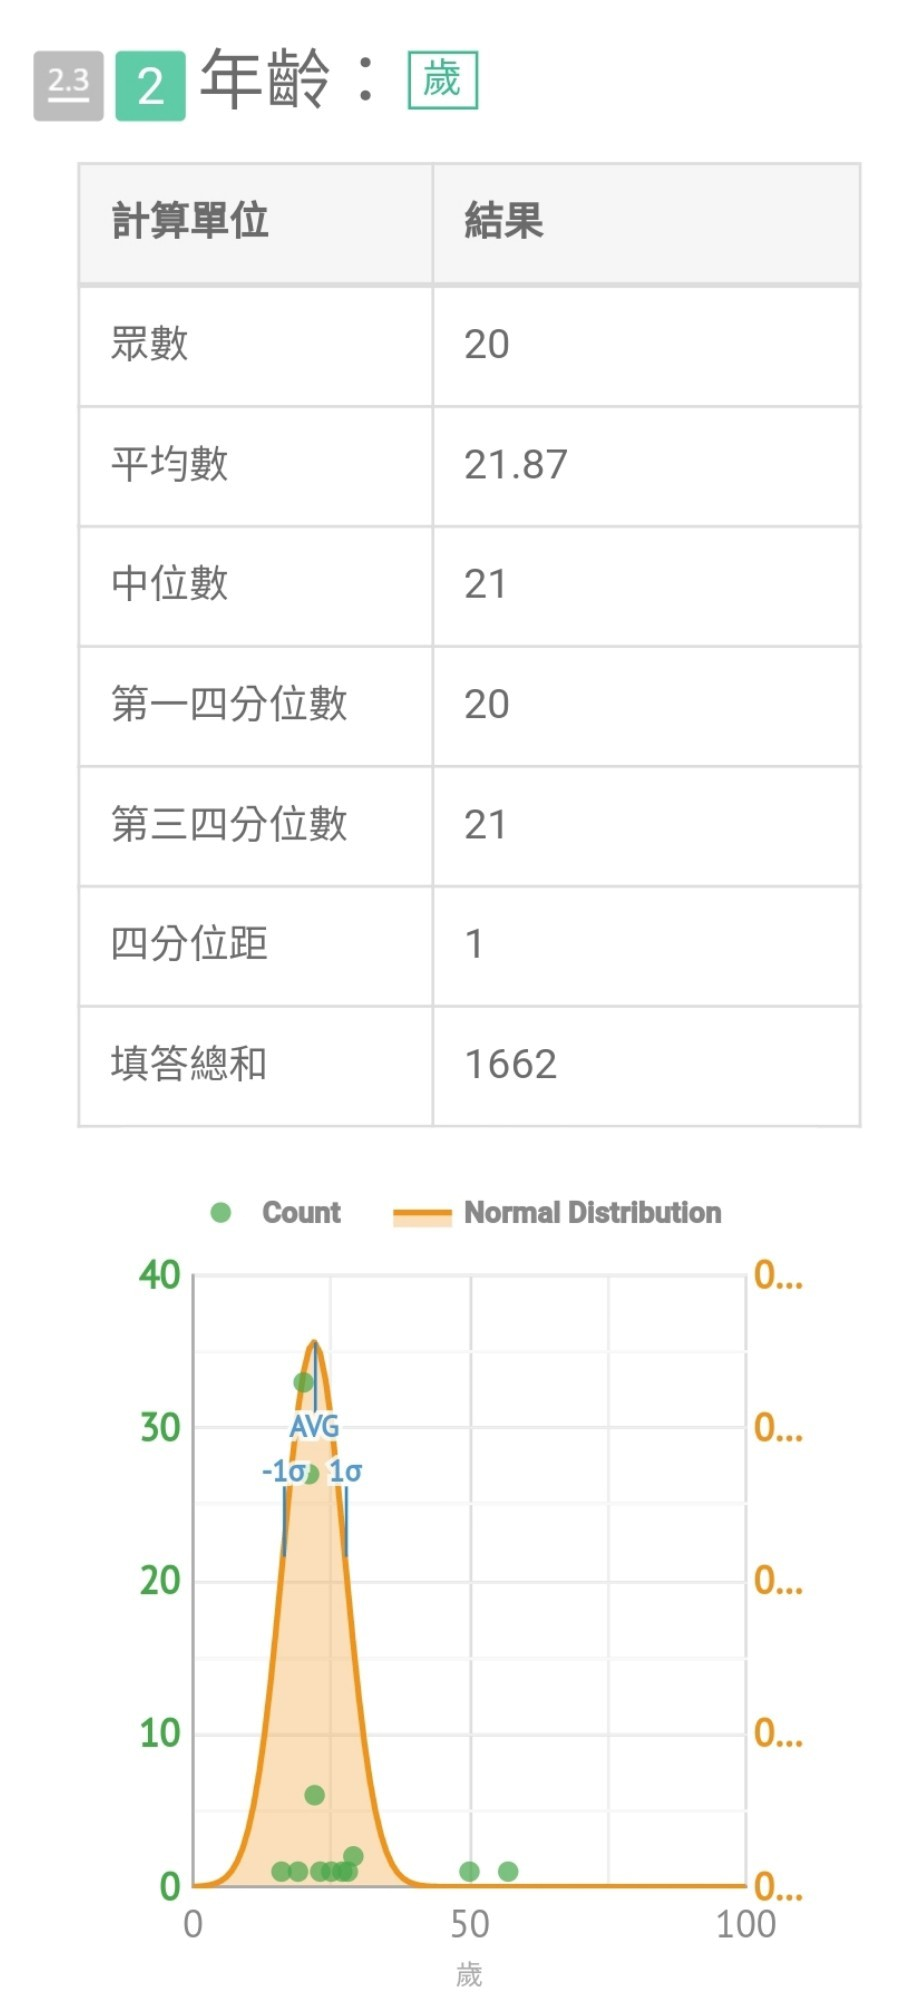 2.3 2 年齡： 歲
計算單位 結果
眾數 20
平均數 21.87
中位數 21
第一四分位數 20
第三四分位數 21
四分位距 1
填答總和 1662
Count Normal Distribution
40 0...
30 AVG 0...
-1σ 1σ
20 0...
10 0...
0 0...
0 50 100
歲